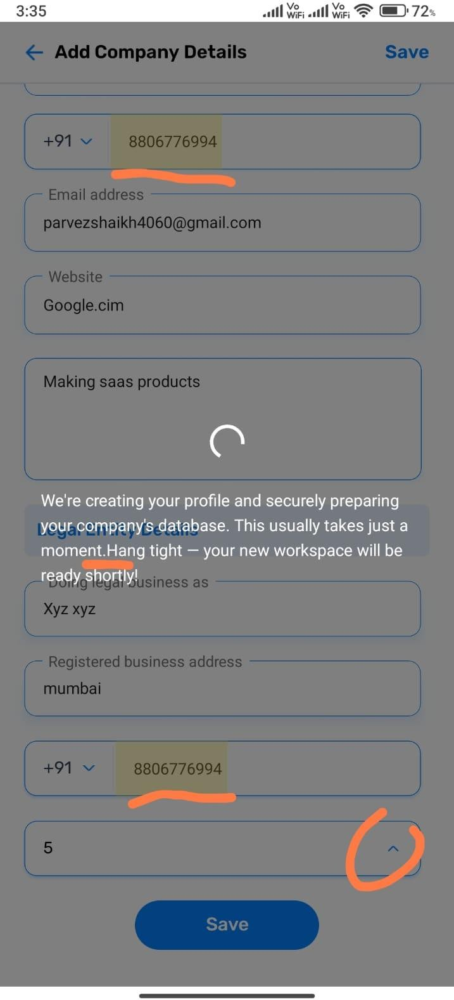 3:35 Vo WiFi Vo WiFi 72%
Add Company Details Save
+91 8806776994
Email address
parvezshaikh4060@gmail.com
Website
Google.cim
Making saas products
We're creating your profile and securely preparing
your company's database. This usually takes just a
moment.Hang tight — your new workspace will be
ready shortly!
Legal Entity Details
Doing legal business as
Xyz xyz
Registered business address
mumbai
+91 8806776994
5
Save